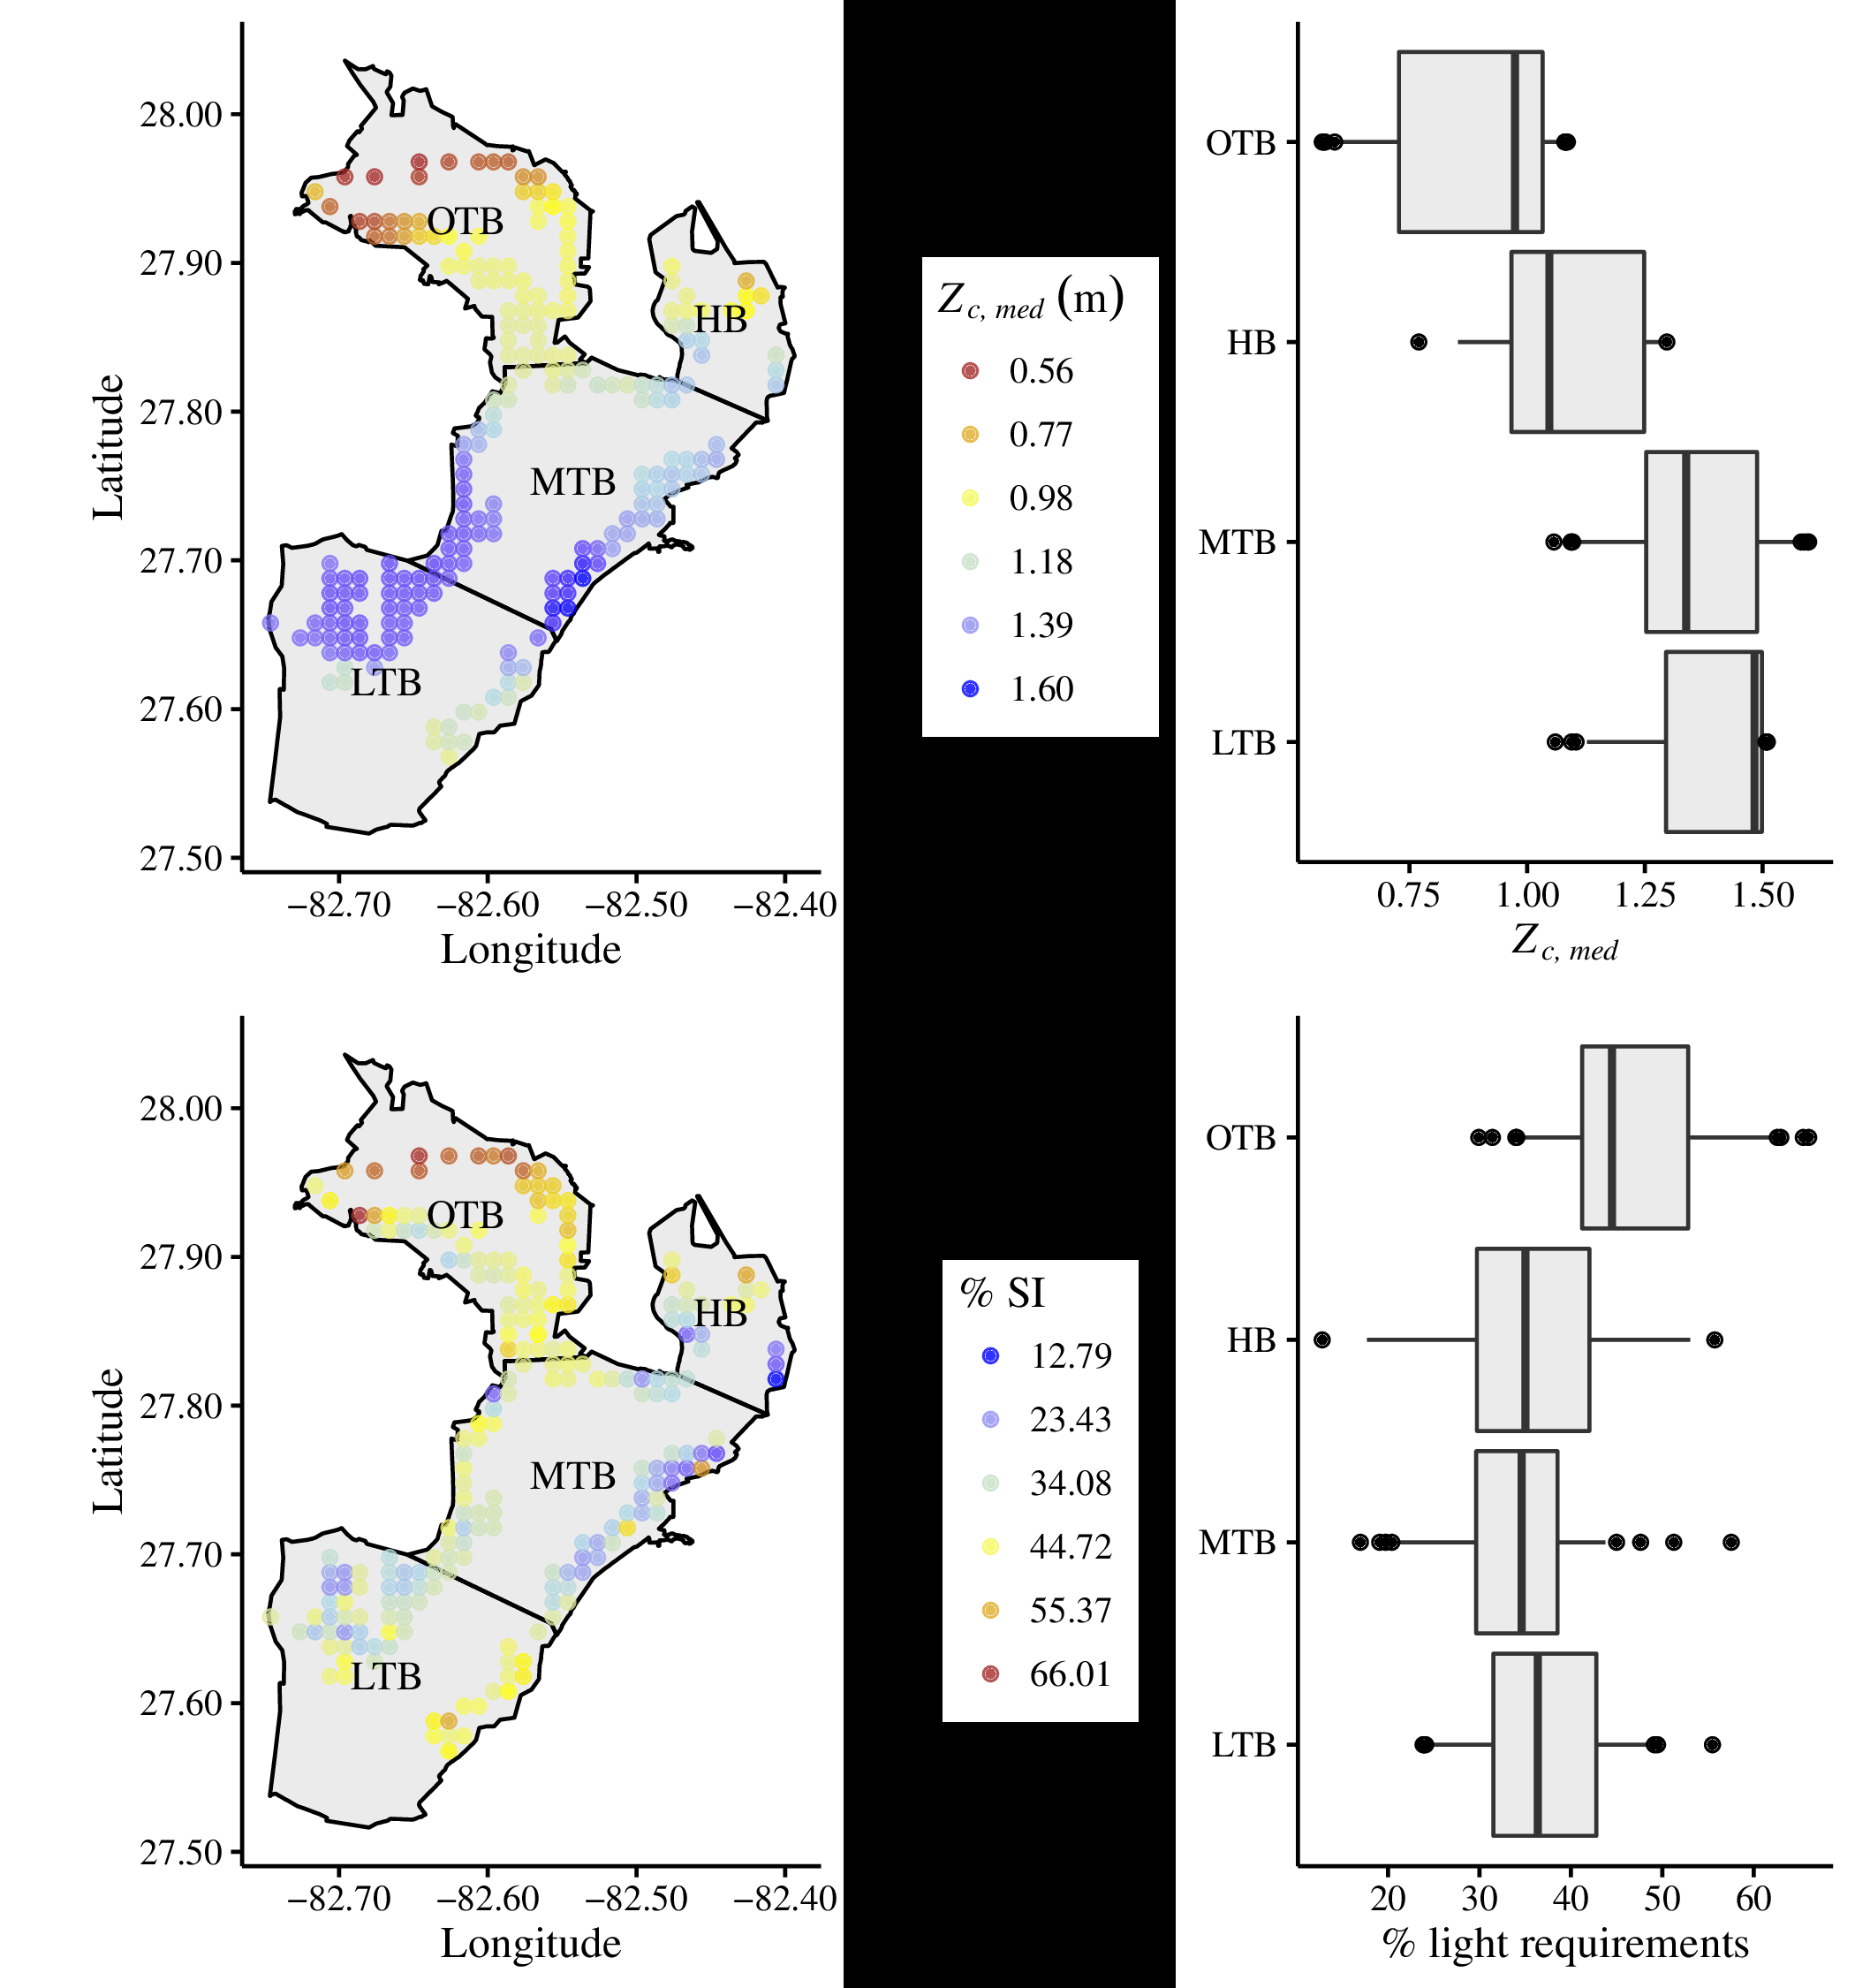 28.00
27.90
27.80
27.70
27.60
27.50
Latitude
OTB
HB
MTB
LTB
−82.70 −82.60 −82.50 −82.40
Longitude
Zc, med (m)
0.56
0.77
0.98
1.18
1.39
1.60
OTB
HB
MTB
LTB
0.75 1.00 1.25 1.50
Zc, med
28.00
27.90
27.80
27.70
27.60
27.50
Latitude
OTB
HB
MTB
LTB
−82.70 −82.60 −82.50 −82.40
Longitude
% SI
12.79
23.43
34.08
44.72
55.37
66.01
OTB
HB
MTB
LTB
20 30 40 50 60
% light requirements